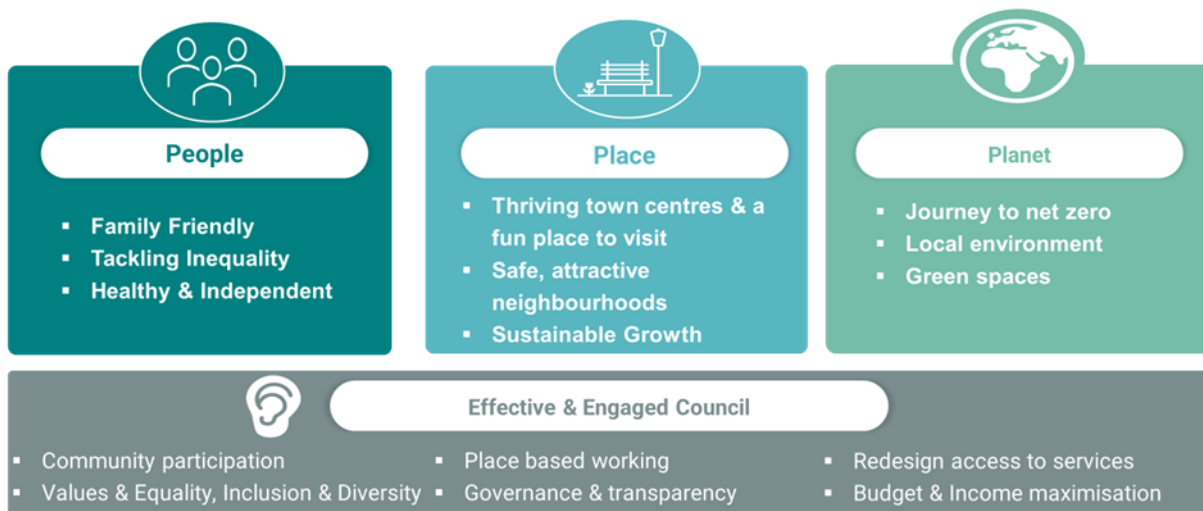 People
▪ Family Friendly
▪ Tackling Inequality
▪ Healthy & Independent
Place
▪ Thriving town centres & a
fun place to visit
▪ Safe, attractive
neighbourhoods
▪ Sustainable Growth
Planet
▪ Journey to net zero
▪ Local environment
▪ Green spaces
Effective & Engaged Council
▪ Community participation
▪ Values & Equality, Inclusion & Diversity
▪ Place based working
▪ Governance & transparency
▪ Redesign access to services
▪ Budget & Income maximisation